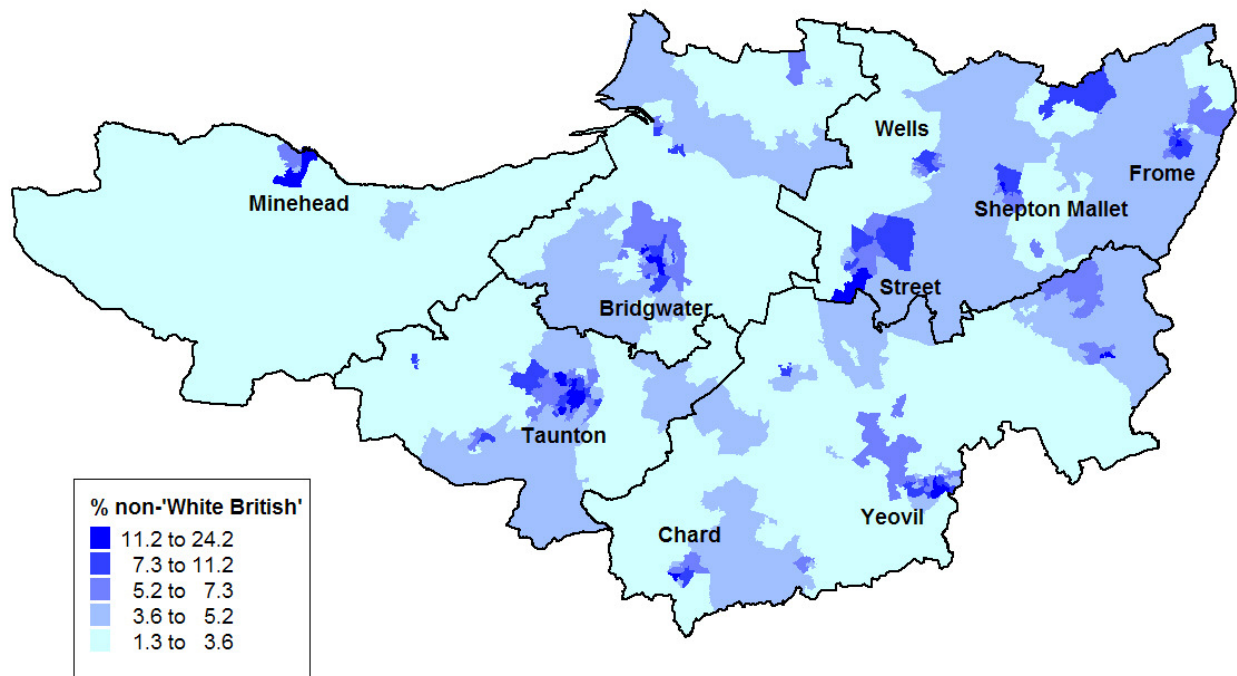 Wells
Frome
Minehead
Shepton Mallet
Street
Bridgwater
Taunton
Yeovil
Chard
% non-'White British'
11.2 to 24.2
7.3 to 11.2
5.2 to 7.3
3.6 to 5.2
1.3 to 3.6